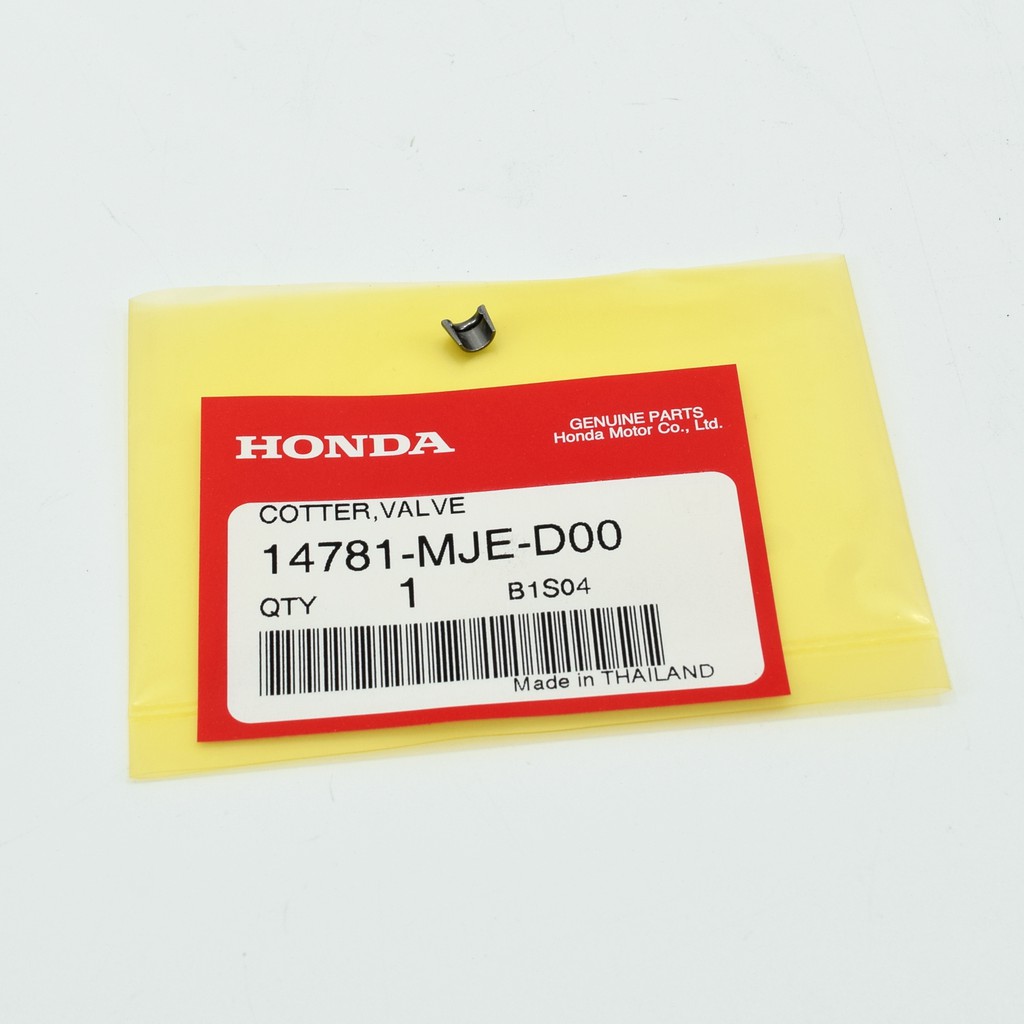 HONDA
GENUINE PARTS
Honda Motor Co., Ltd.
COTTER,VALVE
14781-MJE-D00
QTY 1 B1S04
Made in THAILAND